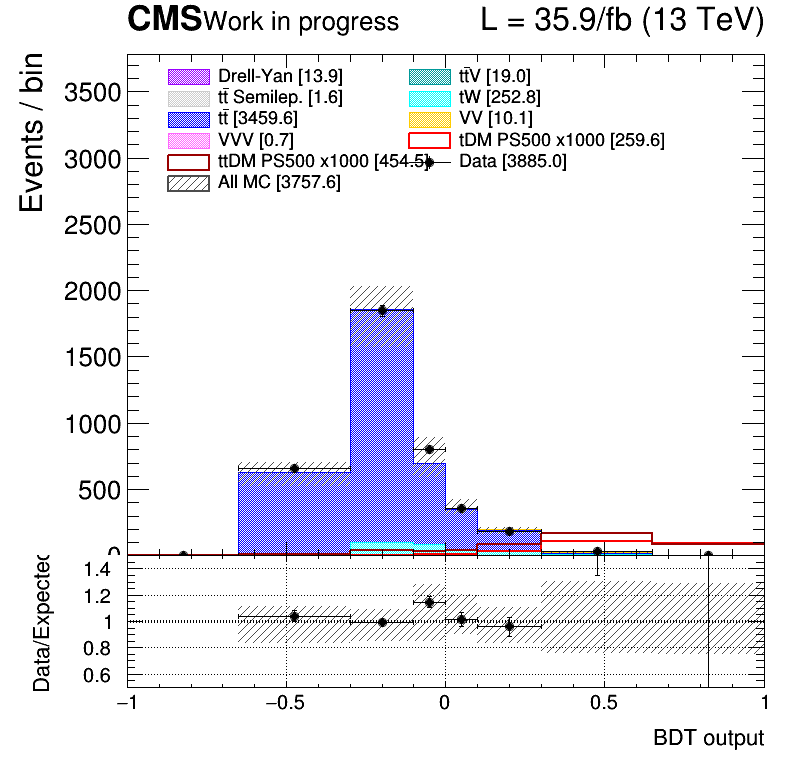 CMS Work in progress L = 35.9/fb (13 TeV)
Events / bin
Drell-Yan [13.9] tt̄V [19.0]
tt̄ Semilep. [1.6] tW [252.8]
tt̄ [3459.6] VV [10.1]
VVV [0.7] tDM PS500 x1000 [259.6]
ttDM PS500 x1000 [454.5] Data [3885.0]
All MC [3757.6]
3500
3000
2500
2000
1500
1000
500
0
Data/Expected
1.4
1.2
1
0.8
0.6
−1 −0.5 0 0.5 1
BDT output